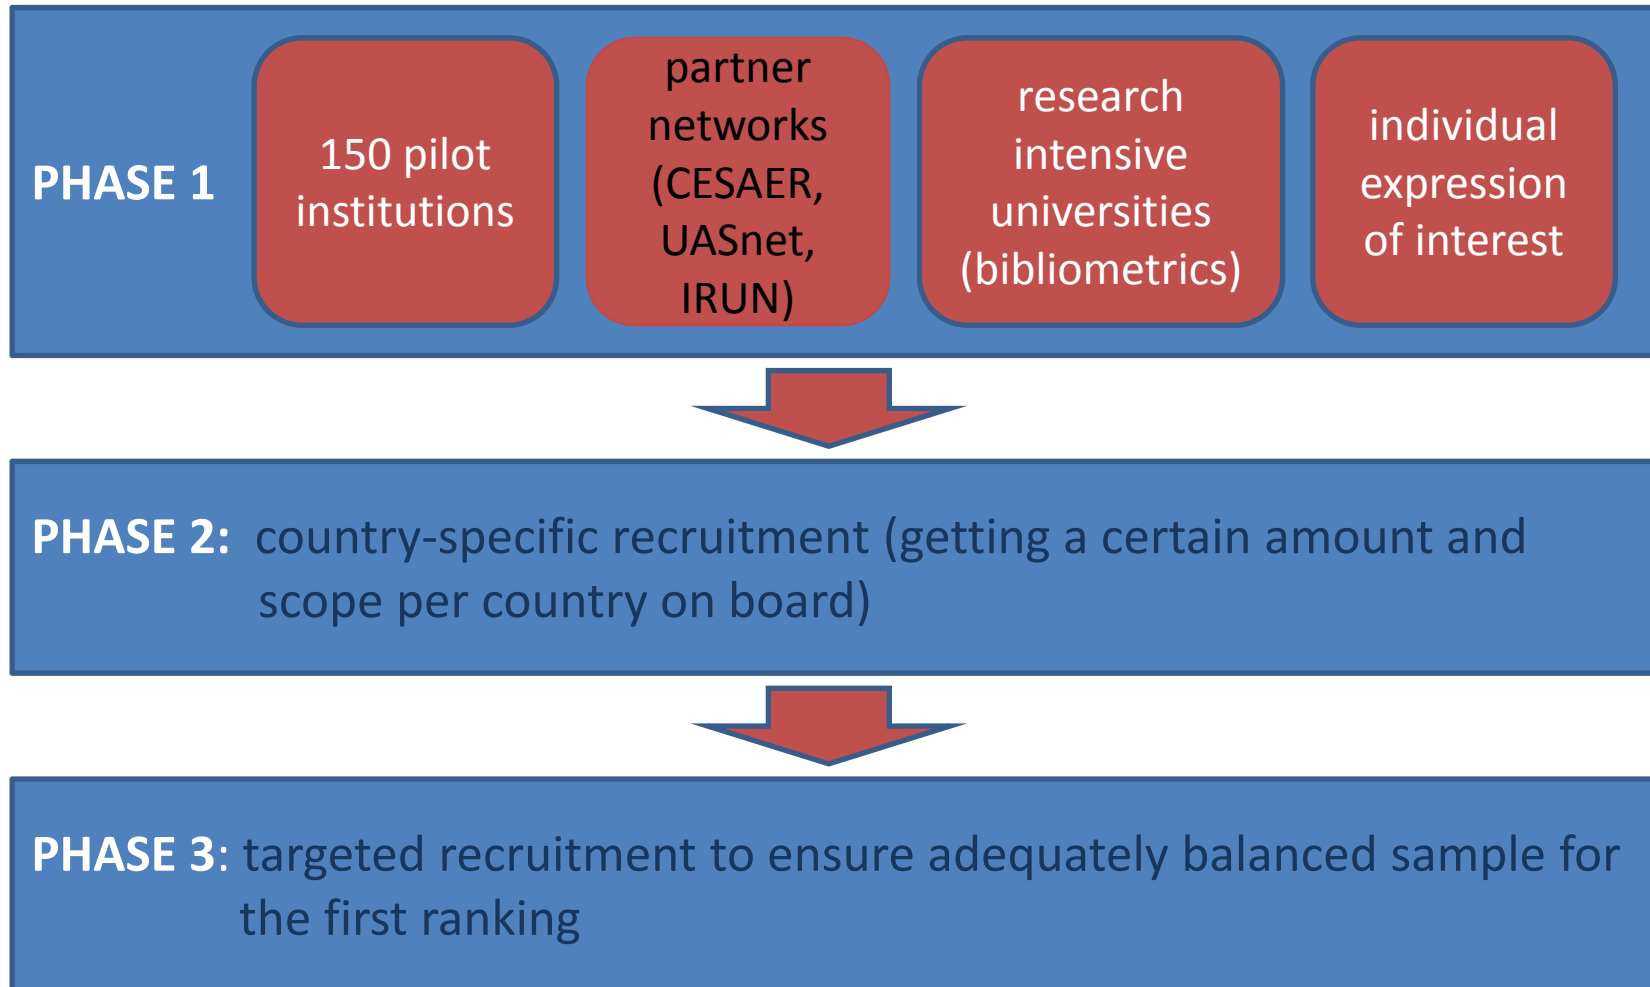 PHASE 1
150 pilot
institutions
partner
networks
(CESAER,
UASnet,
IRUN)
research
intensive
universities
(bibliometrics)
individual
expression
of interest
PHASE 2: country-specific recruitment (getting a certain amount and
scope per country on board)
PHASE 3: targeted recruitment to ensure adequately balanced sample for
the first ranking